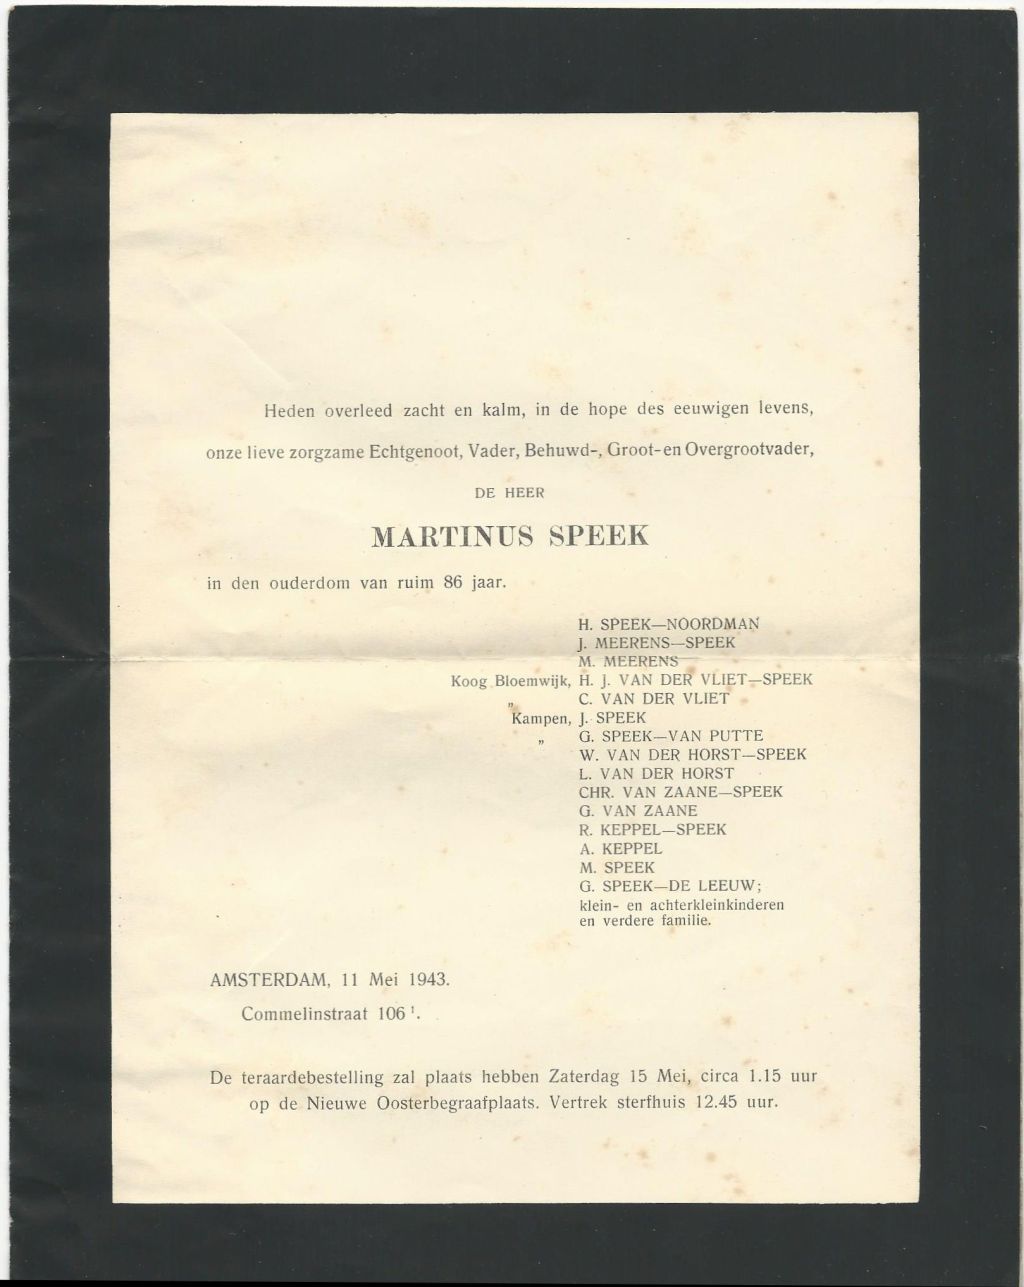 Heden overleed zacht en kalm, in de hope des eeuwigen levens,
onze lieve zorgzame Echtgenoot, Vader, Behuwd-, Groot- en Overgrootvader,
DE HEER
MARTINUS SPEEK
in den ouderdom van ruim 86 jaar.
H. SPEEK—NOORDMAN
J. MEERENS—SPEEK
M. MEERENS
Koog Bloemwijk, H. J. VAN DER VLIET—SPEEK
„ C. VAN DER VLIET
Kampen, J. SPEEK
„ G. SPEEK—VAN PUTTE
W. VAN DER HORST—SPEEK
L. VAN DER HORST
CHR. VAN ZAANE—SPEEK
G. VAN ZAANE
R. KEPPEL—SPEEK
A. KEPPEL
M. SPEEK
G. SPEEK—DE LEEUW;
klein- en achterkleinkinderen
en verdere familie.
AMSTERDAM, 11 Mei 1943.
Commelinstraat 106 ¹.
De teraardebestelling zal plaats hebben Zaterdag 15 Mei, circa 1.15 uur
op de Nieuwe Oosterbegraafplaats. Vertrek sterfhuis 12.45 uur.